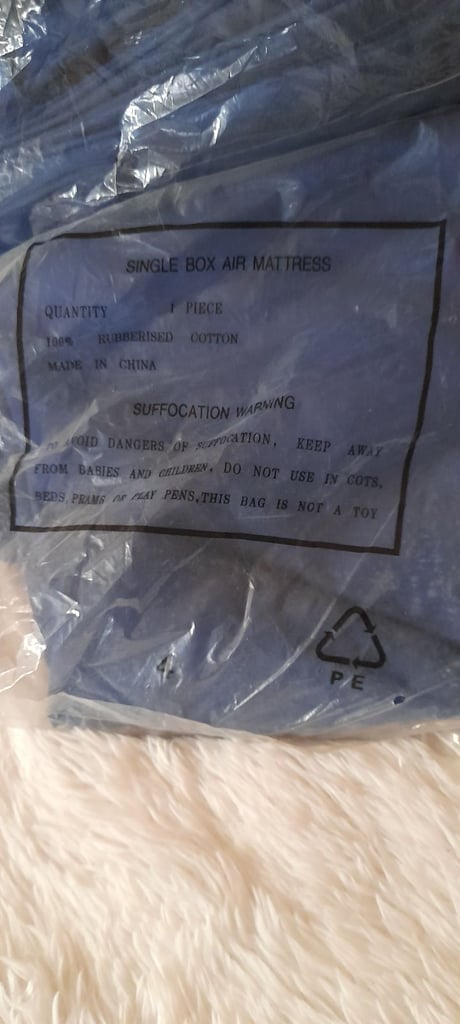 SINGLE BOX AIR MATTRESS
QUANTITY 1 PIECE
100% RUBBERISED COTTON
MADE IN CHINA
SUFFOCATION WARNING
TO AVOID DANGERS OF SUFFOCATION, KEEP AWAY
FROM BABIES AND CHILDREN, DO NOT USE IN COTS,
BEDS, PRAMS OR PLAY PENS, THIS BAG IS NOT A TOY
4
PE